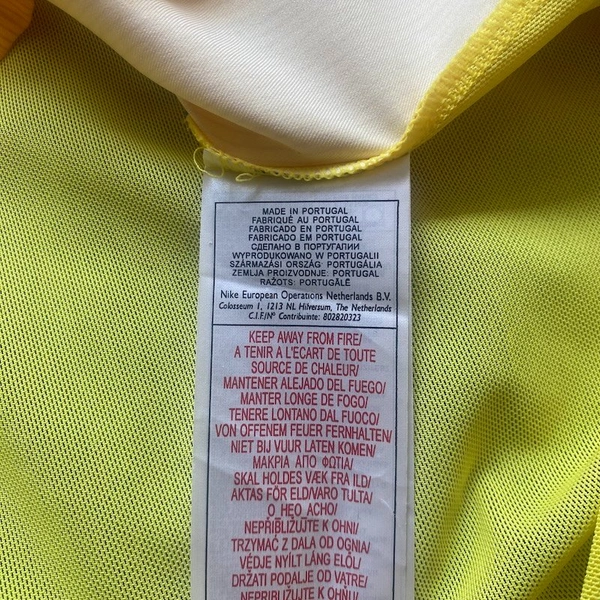 MADE IN PORTUGAL
FABRIQUÉ AU PORTUGAL
FABRICADO EN PORTUGAL
FABRICADO EM PORTUGAL
СДЕЛАНО В ПОРТУГАЛИИ
WYPRODUKOWANO W PORTUGALII
SZÁRMAZÁSI ORSZÁG: PORTUGÁLIA
ZEMLJA PROIZVODNJE: PORTUGAL
RAŽOTS: PORTUGĀLĒ
Nike European Operations Netherlands B.V.
Colosseum 1, 1213 NL Hilversum, The Netherlands
C.I.F./Nº Contribuinte: 802820323
KEEP AWAY FROM FIRE/
A TENIR A L'ECART DE TOUTE
SOURCE DE CHALEUR/
MANTENER ALEJADO DEL FUEGO/
MANTER LONGE DE FOGO/
TENERE LONTANO DAL FUOCO/
VON OFFENEM FEUER FERNHALTEN/
NIET BIJ VUUR LATEN KOMEN/
ΜΑΚΡΙΑ ΑΠΟ ΦΩΤΙΑ/
SKAL HOLDES VÆK FRA ILD/
AKTAS FÖR ELD/VARO TULTA/
О НЕО АСНО/
NEPŘIBLIŽUJTE K OHNI/
TRZYMAĆ Z DALA OD OGNIA/
VÉDJE NYÍLT LÁNG ELŐL/
DRŽATI PODALJE OD VATRE/
NEPRIBLIŽUJTE K OHŇU/